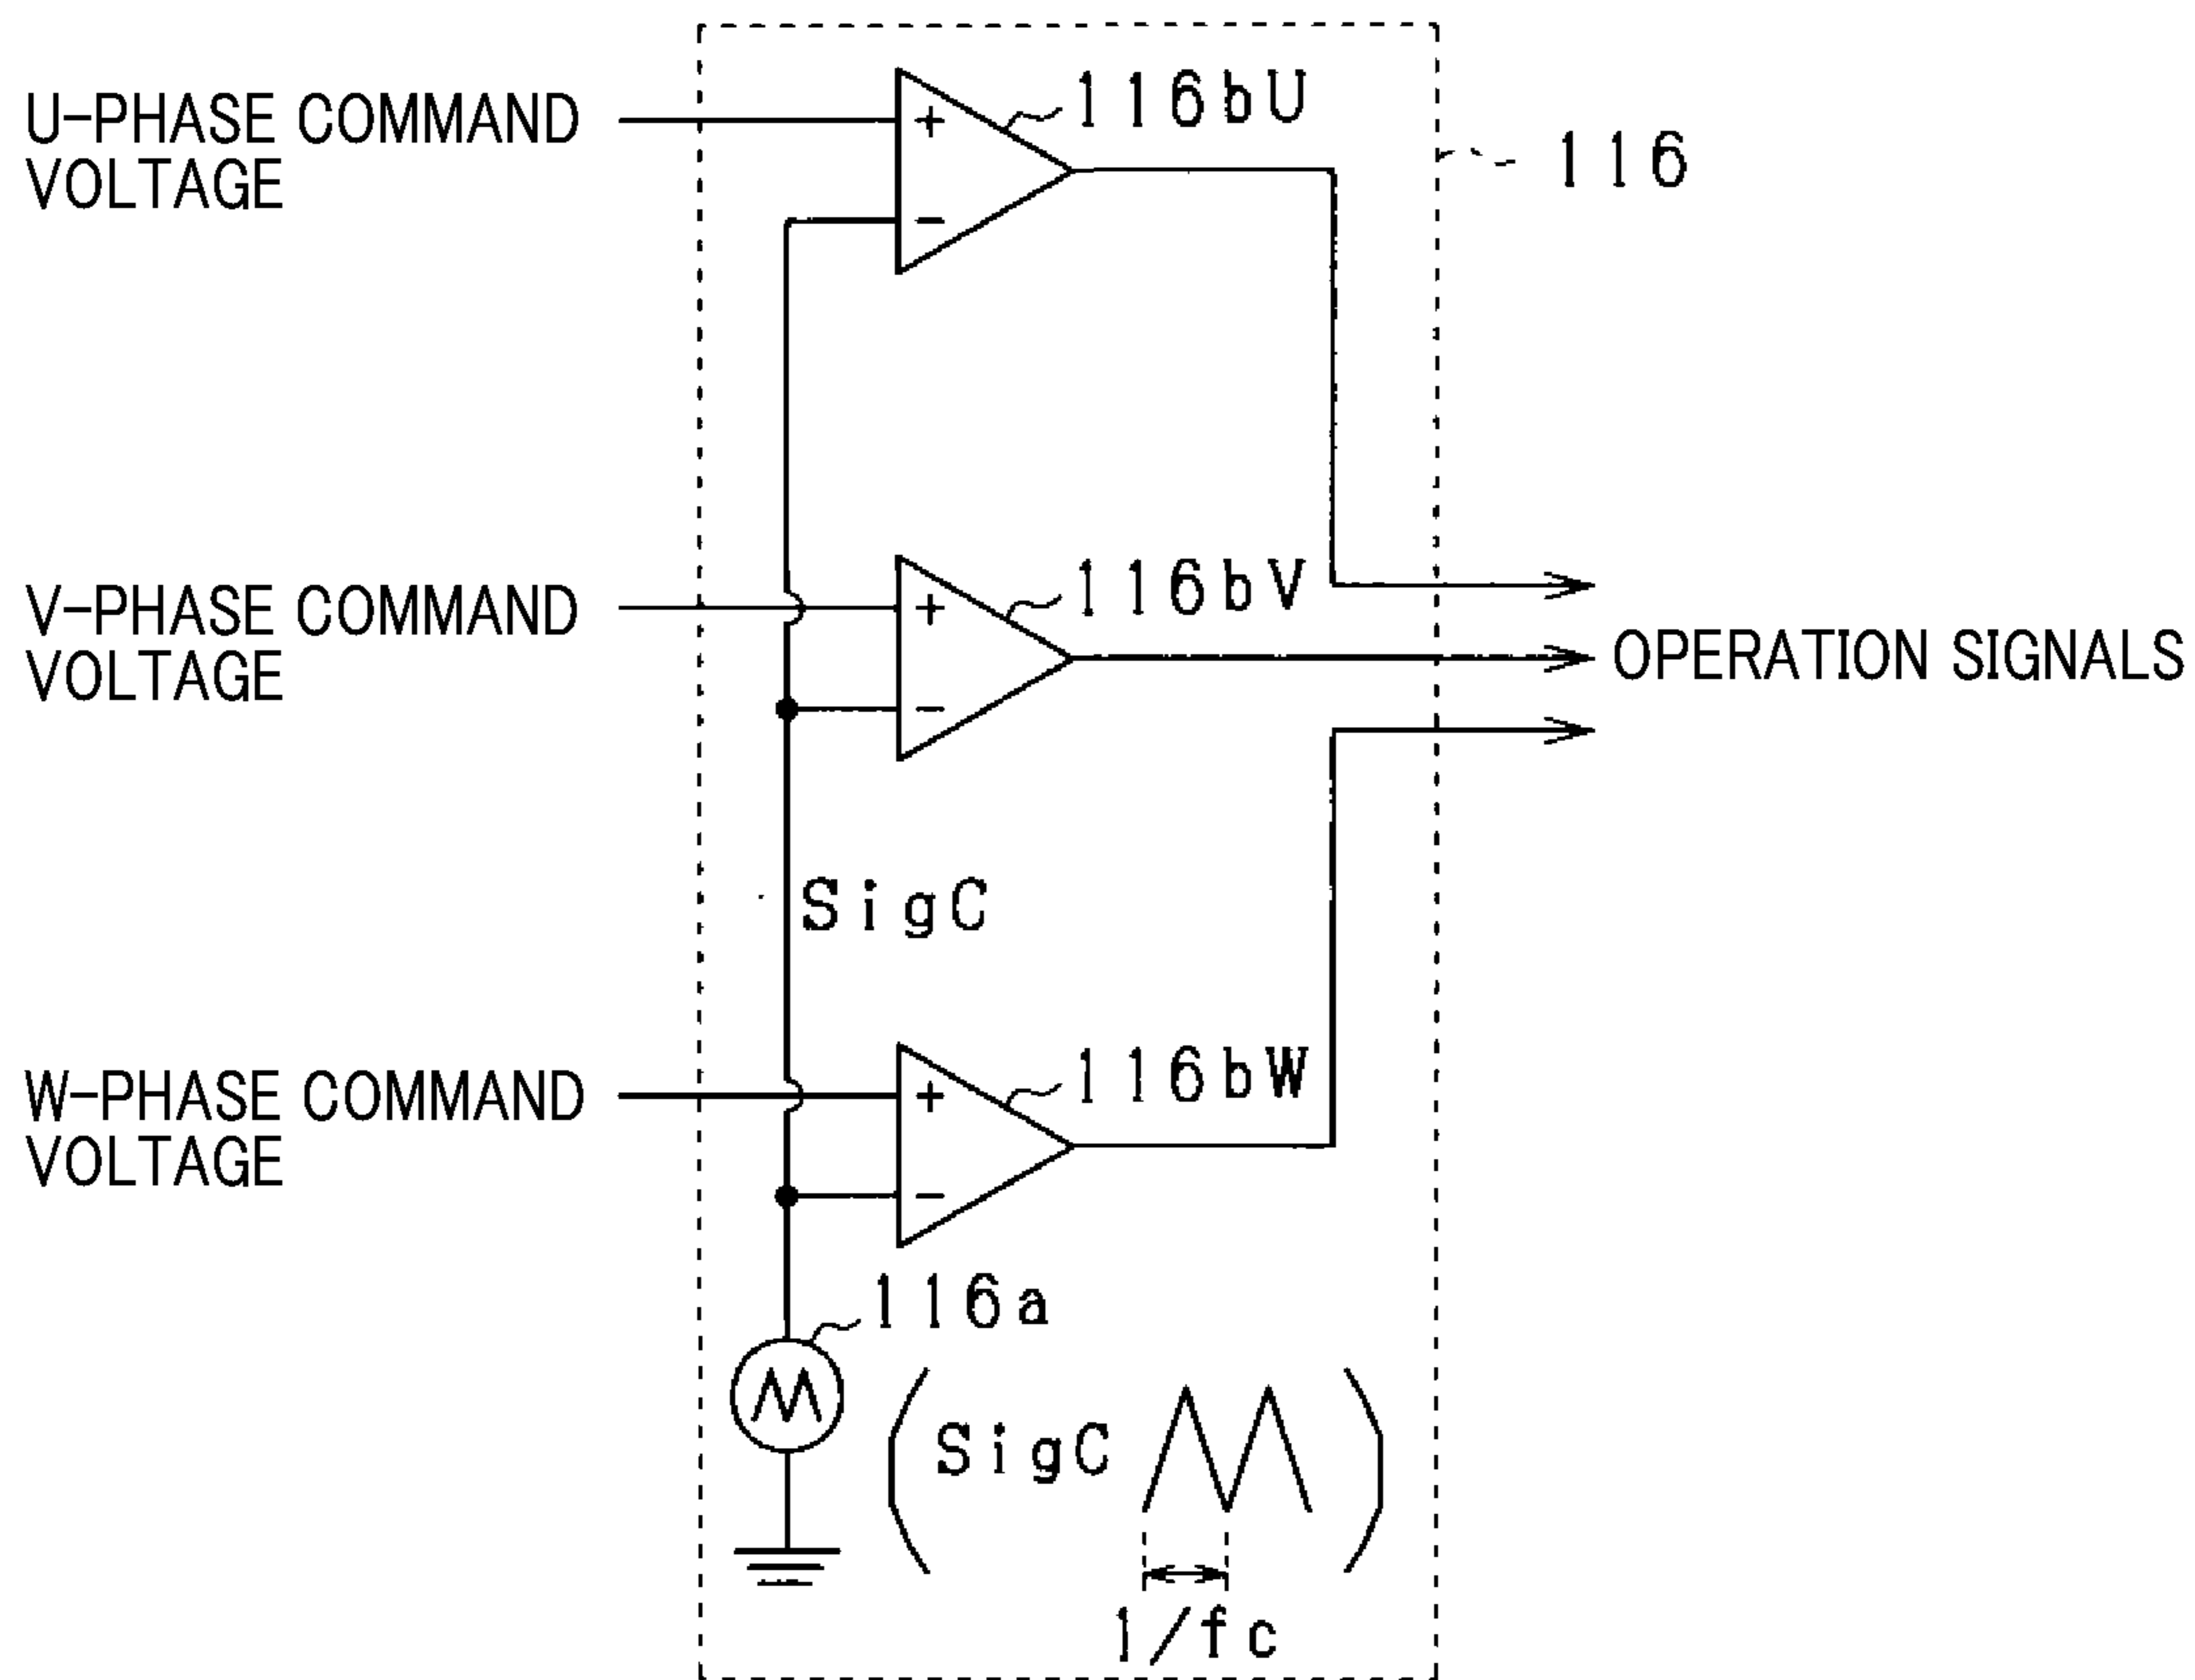 U-PHASE COMMAND
VOLTAGE
+
116bU
116
−
V-PHASE COMMAND
VOLTAGE
+
116bV
−
OPERATION SIGNALS
SigC
W-PHASE COMMAND
VOLTAGE
+
116bW
−
116a
SigC
1/fc